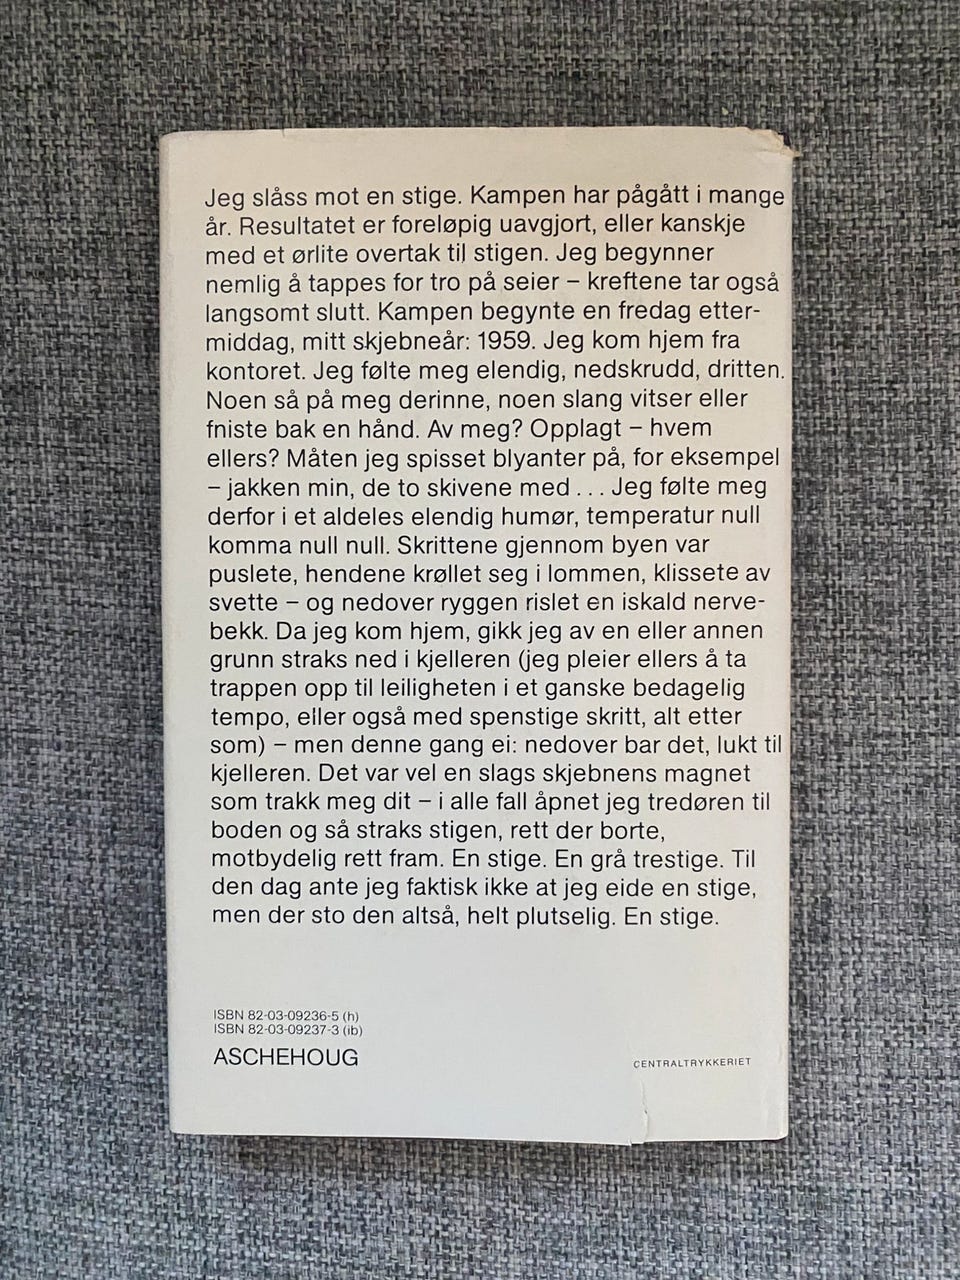 Jeg slåss mot en stige. Kampen har pågått i mange
år. Resultatet er foreløpig uavgjort, eller kanskje
med et ørlite overtak til stigen. Jeg begynner
nemlig å tappes for tro på seier – kreftene tar også
langsomt slutt. Kampen begynte en fredag etter-
middag, mitt skjebneår: 1959. Jeg kom hjem fra
kontoret. Jeg følte meg elendig, nedskrudd, dritten.
Noen så på meg derinne, noen slang vitser eller
fniste bak en hånd. Av meg? Opplagt – hvem
ellers? Måten jeg spisset blyanter på, for eksempel
– jakken min, de to skivene med ... Jeg følte meg
derfor i et aldeles elendig humør, temperatur null
komma null null. Skrittene gjennom byen var
puslete, hendene krøllet seg i lommen, klissete av
svette – og nedover ryggen rislet en iskald nerve-
bekk. Da jeg kom hjem, gikk jeg av en eller annen
grunn straks ned i kjelleren (jeg pleier ellers å ta
trappen opp til leiligheten i et ganske bedagelig
tempo, eller også med spenstige skritt, alt etter
som) – men denne gang ei: nedover bar det, lukt til
kjelleren. Det var vel en slags skjebnens magnet
som trakk meg dit – i alle fall åpnet jeg tredøren til
boden og så straks stigen, rett der borte,
motbydelig rett fram. En stige. En grå trestige. Til
den dag ante jeg faktisk ikke at jeg eide en stige,
men der sto den altså, helt plutselig. En stige.
ISBN 82-03-09236-5 (h)
ISBN 82-03-09237-3 (ib)
ASCHEHOUG
CENTRALTRYKKERIET